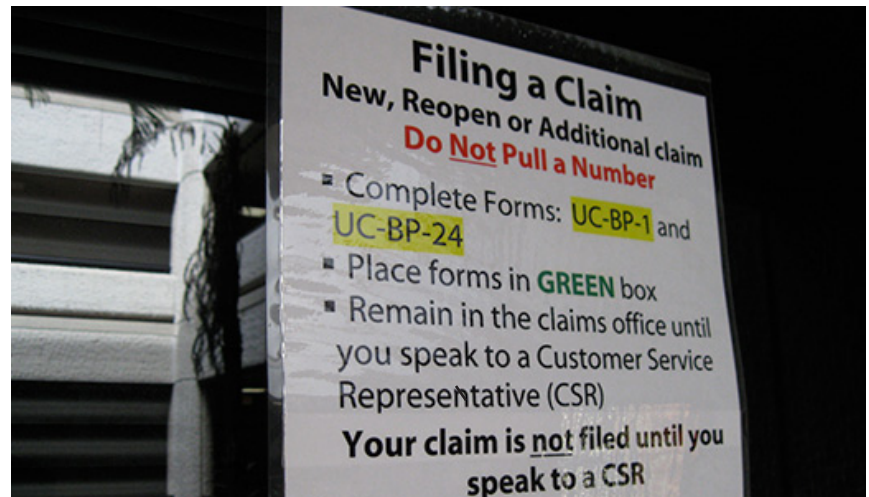 Filing a Claim
New, Reopen or Additional claim
Do Not Pull a Number
▪ Complete Forms: UC-BP-1 and
UC-BP-24
▪ Place forms in GREEN box
▪ Remain in the claims office until
you speak to a Customer Service
Representative (CSR)
Your claim is not filed until you
speak to a CSR